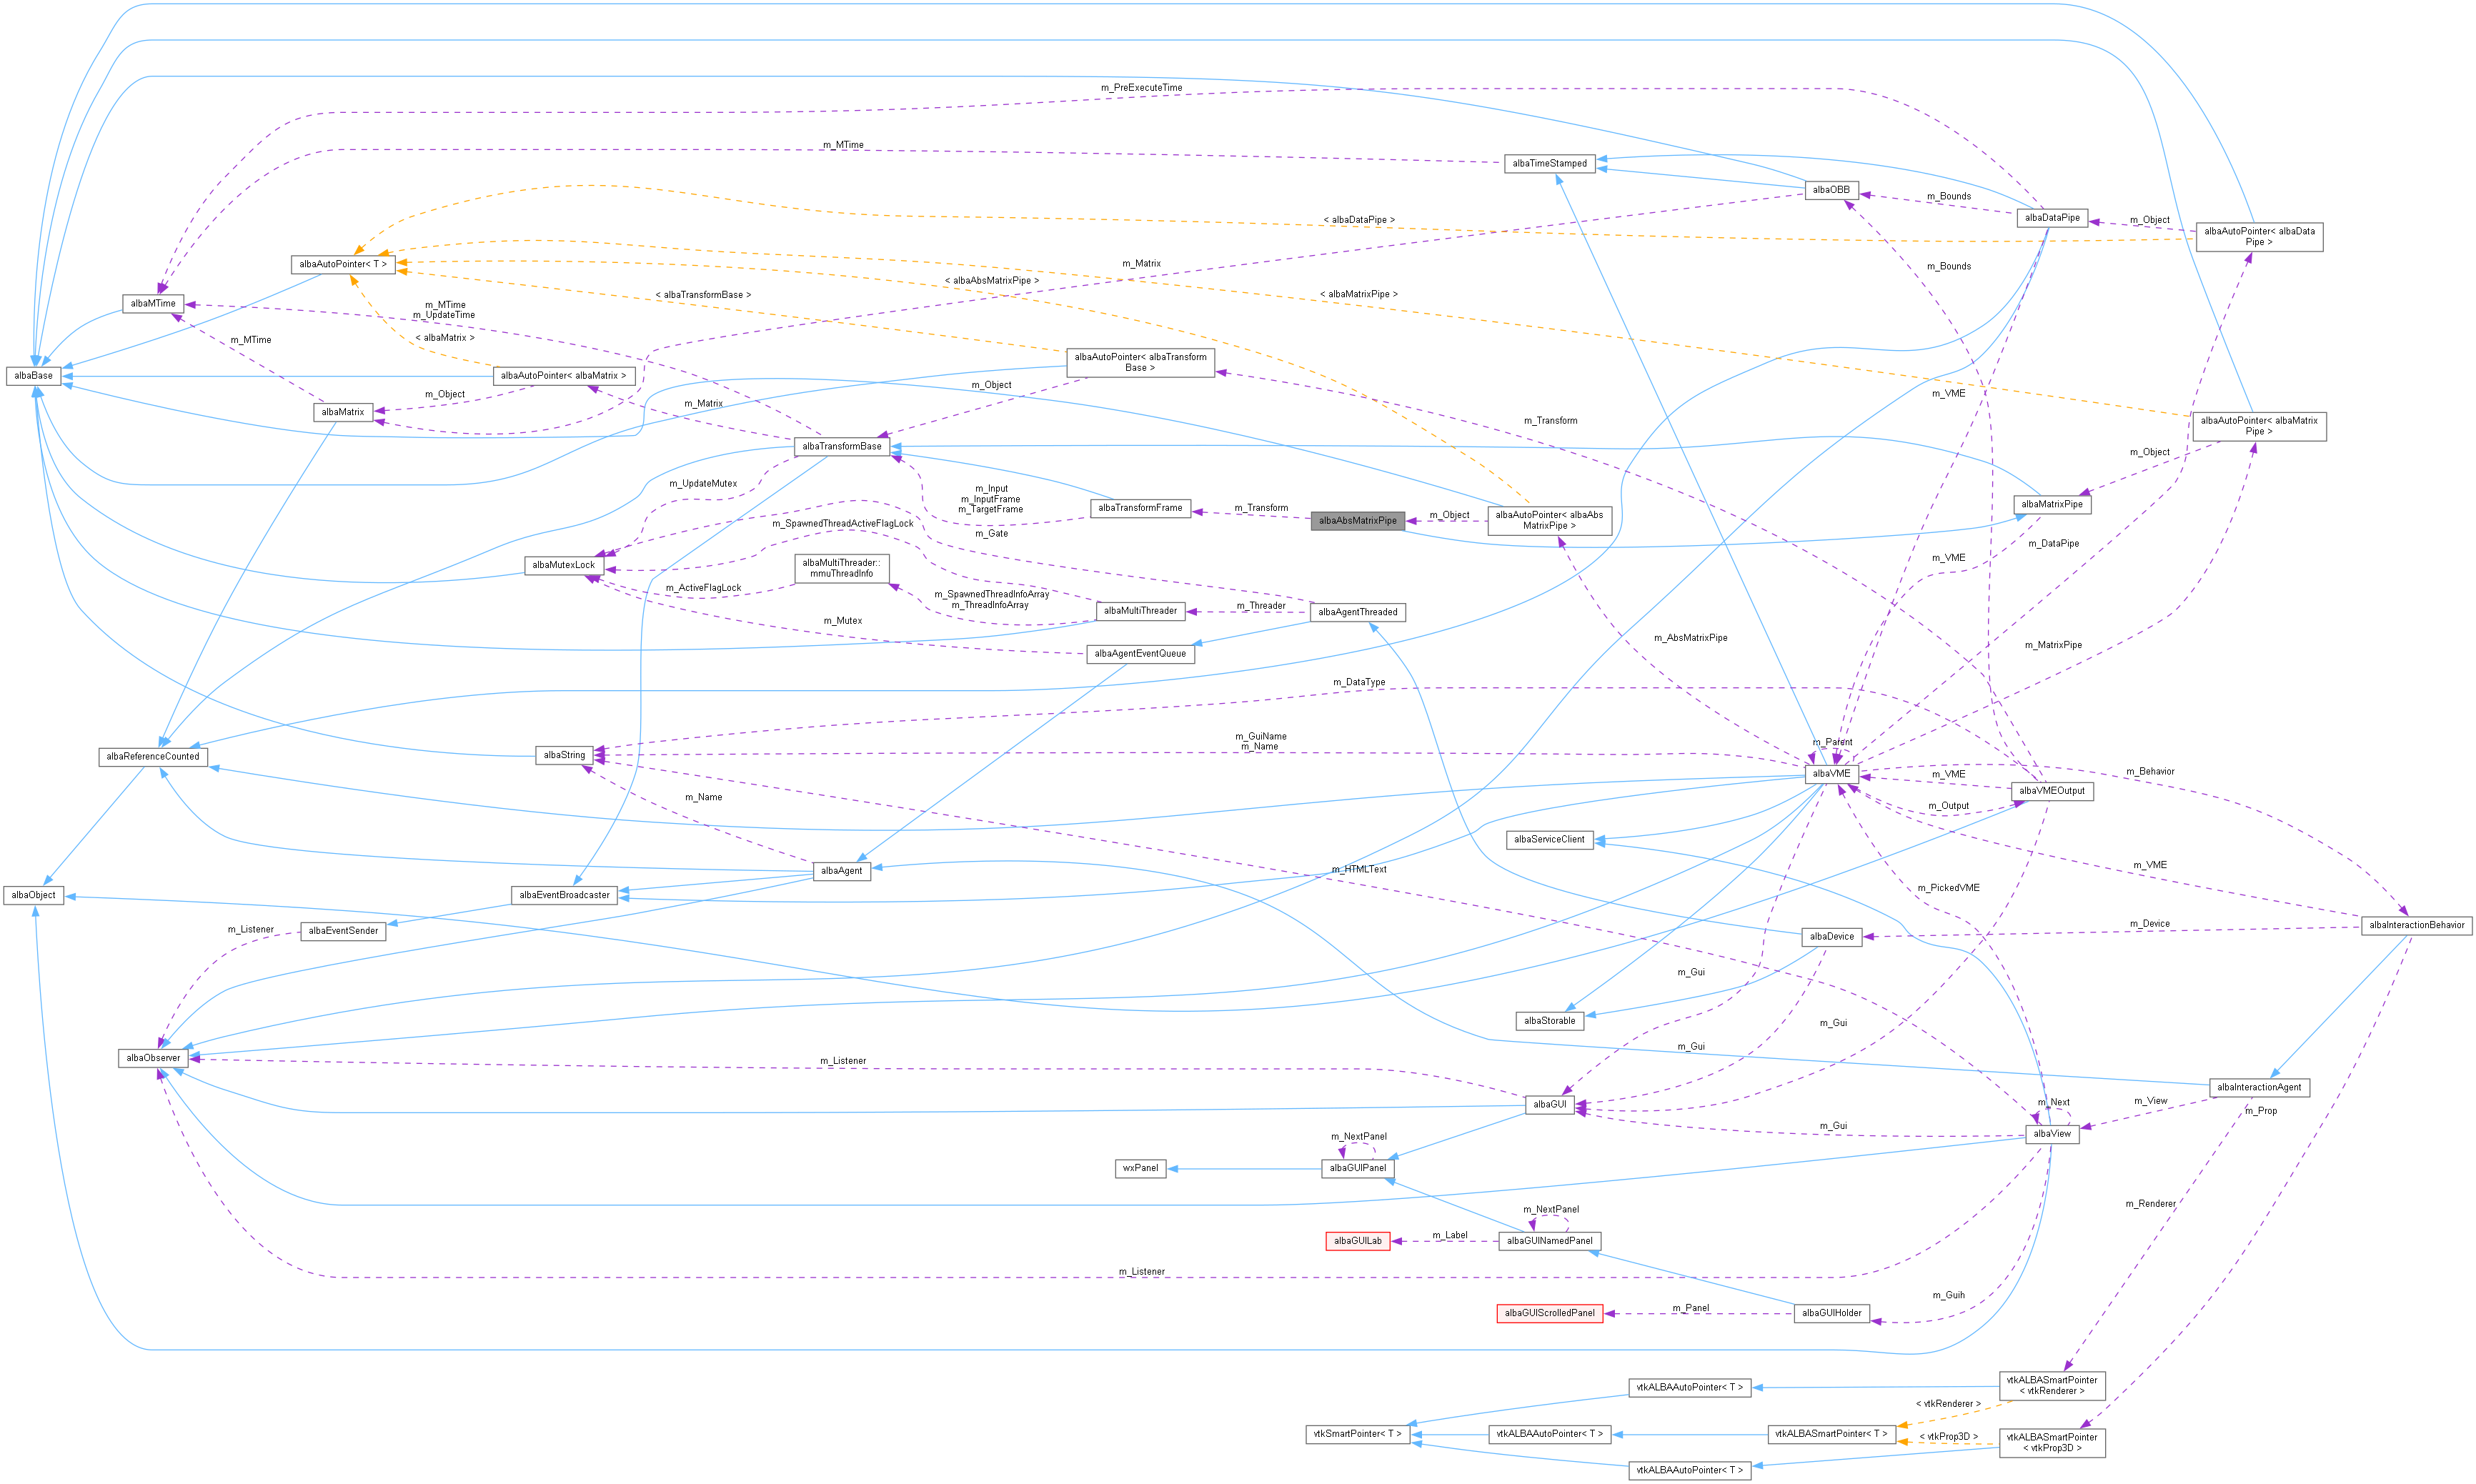 m_PreExecuteTime
m_MTime
albaTimeStamped
albaOBB
m_Bounds
albaDataPipe
m_Object
albaAutoPointer< albaData
Pipe >
< albaDataPipe >
albaAutoPointer< T >
m_Matrix
m_Bounds
albaMTime
m_MTime
m_UpdateTime
< albaTransformBase >
< albaAbsMatrixPipe >
< albaMatrixPipe >
m_MTime
< albaMatrix >
albaAutoPointer< albaTransform
Base >
albaBase
albaAutoPointer< albaMatrix >
m_Object
m_Object
m_VME
albaMatrix
m_Matrix
m_Transform
albaAutoPointer< albaMatrix
Pipe >
albaTransformBase
m_Object
m_UpdateMutex
m_Input
m_InputFrame
m_TargetFrame
albaTransformFrame
m_Transform
albaAbsMatrixPipe
m_Object
albaAutoPointer< albaAbs
MatrixPipe >
albaMatrixPipe
m_SpawnedThreadActiveFlagLock
m_Gate
m_DataPipe
m_VME
albaMutexLock
albaMultiThreader::
mmuThreadInfo
m_ActiveFlagLock
m_SpawnedThreadInfoArray
m_ThreadInfoArray
albaMultiThreader
m_Threader
albaAgentThreaded
m_Mutex
albaAgentEventQueue
m_AbsMatrixPipe
m_MatrixPipe
m_DataType
albaReferenceCounted
albaString
m_GuiName
m_Name
m_Parent
albaVME
m_VME
m_Behavior
albaVMEOutput
m_Output
m_Name
albaServiceClient
albaAgent
m_HTMLText
m_VME
albaObject
albaEventBroadcaster
m_PickedVME
albaEventSender
m_Listener
albaDevice
m_Device
albaInteractionBehavior
m_Gui
albaStorable
m_Gui
albaObserver
m_Listener
m_Gui
albaInteractionAgent
albaGUI
m_Next
m_View
m_Prop
m_Gui
albaView
m_NextPanel
wxPanel
albaGUIPanel
m_NextPanel
m_Renderer
albaGUILab
m_Label
albaGUINamedPanel
m_Listener
m_Guih
albaGUIScrolledPanel
m_Panel
albaGUIHolder
vtkALBAAutoPointer< T >
vtkALBASmartPointer
< vtkRenderer >
< vtkRenderer >
vtkSmartPointer< T >
vtkALBAAutoPointer< T >
vtkALBASmartPointer< T >
< vtkProp3D >
vtkALBASmartPointer
< vtkProp3D >
vtkALBAAutoPointer< T >